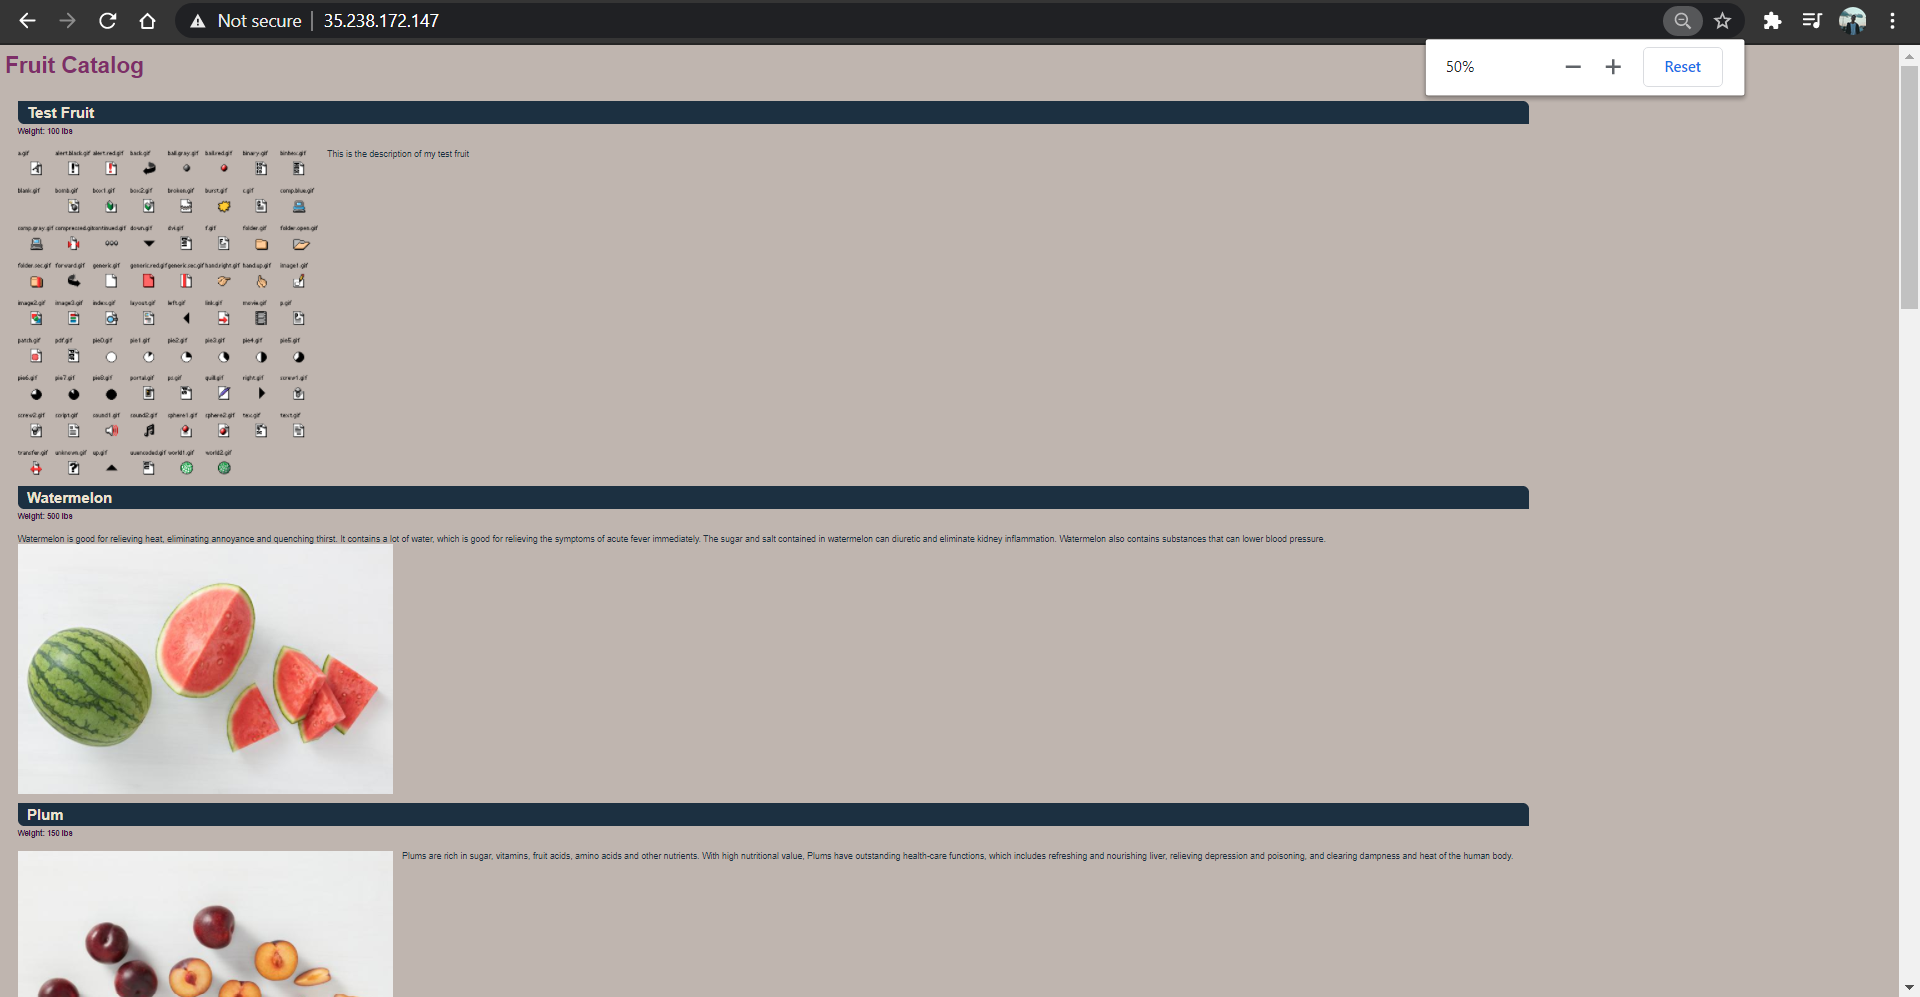 Not secure | 35.238.172.147
50% Reset
Fruit Catalog
Test Fruit
Weight: 100 lbs
This is the description of my test fruit
a.gif alert.black.gif alert.red.gif back.gif ball.gray.gif ball.red.gif binary.gif binhex.gif
blank.gif bomb.gif box1.gif box2.gif broken.gif burst.gif c.gif comp.blue.gif
comp.gray.gif compressed.gif continued.gif down.gif dvi.gif f.gif folder.gif folder.open.gif
folder.sec.gif forward.gif generic.gif generic.red.gif generic.sec.gif hand.right.gif hand.up.gif image1.gif
image2.gif image3.gif index.gif layout.gif left.gif link.gif movie.gif p.gif
patch.gif pdf.gif pie0.gif pie1.gif pie2.gif pie3.gif pie4.gif pie5.gif
pie6.gif pie7.gif pie8.gif portal.gif ps.gif quill.gif right.gif screw1.gif
screw2.gif script.gif sound1.gif sound2.gif sphere1.gif sphere2.gif tex.gif text.gif
transfer.gif unknown.gif up.gif uuencoded.gif world1.gif world2.gif
Watermelon
Weight: 500 lbs
Watermelon is good for relieving heat, eliminating annoyance and quenching thirst. It contains a lot of water, which is good for relieving the symptoms of acute fever immediately. The sugar and salt contained in watermelon can diuretic and eliminate kidney inflammation. Watermelon also contains substances that can lower blood pressure.
Plum
Weight: 150 lbs
Plums are rich in sugar, vitamins, fruit acids, amino acids and other nutrients. With high nutritional value, Plums have outstanding health-care functions, which includes refreshing and nourishing liver, relieving depression and poisoning, and clearing dampness and heat of the human body.